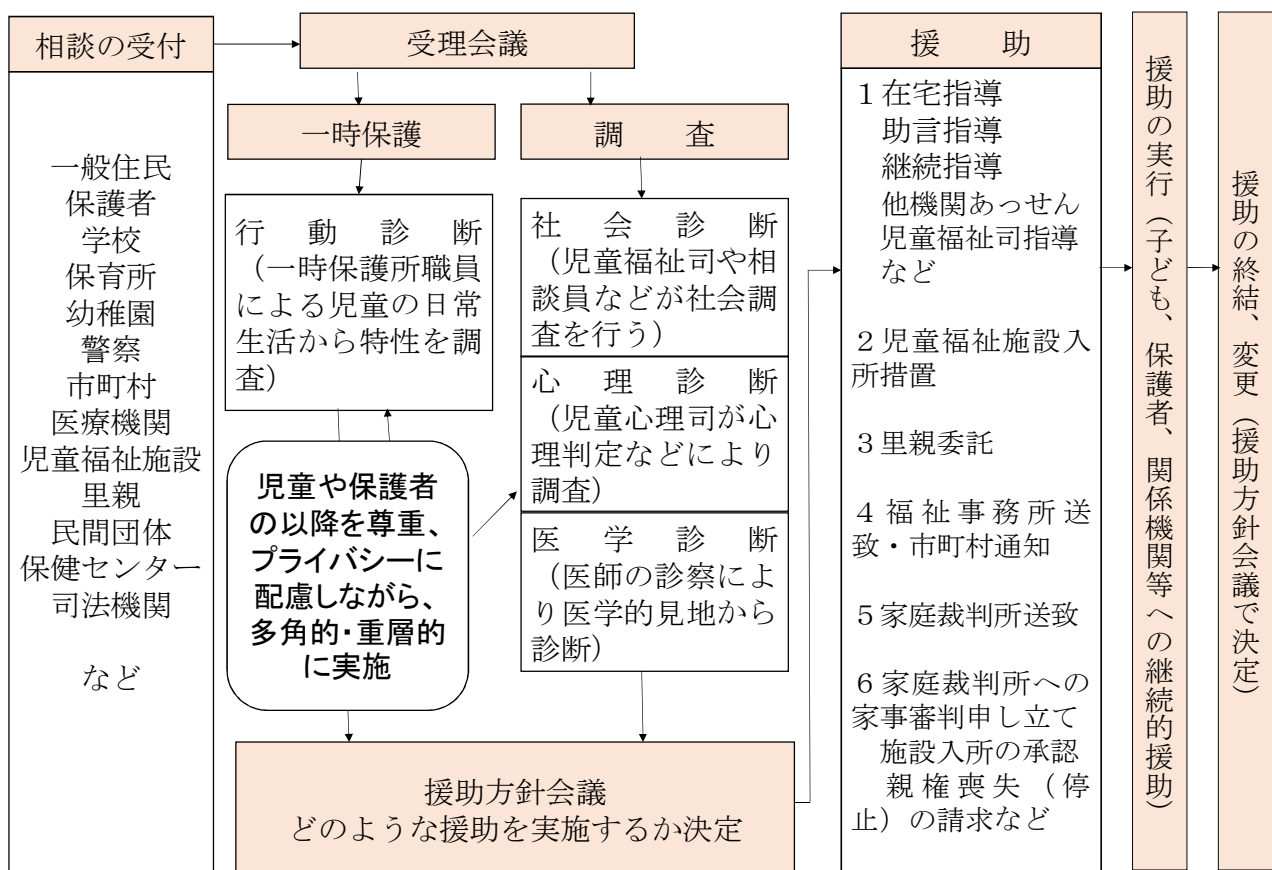 相談の受付
一般住民
保護者
学校
保育所
幼稚園
警察
市町村
医療機関
児童福祉施設
里親
民間団体
保健センター
司法機関
など
受理会議
一時保護
行動診断
（一時保護所職員
による児童の日常
生活から特性を調
査）
児童や保護者
の以降を尊重、
プライバシーに
配慮しながら、
多角的・重層的
に実施
調　査
社会診断
（児童福祉司や相
談員などが社会調
査を行う）
心理診断
（児童心理司が心
理判定などにより
調査）
医学診断
（医師の診察によ
り医学的見地から
診断）
援助方針会議
どのような援助を実施するか決定
援　助
１在宅指導
助言指導
継続指導
他機関あっせん
児童福祉司指導
など
２児童福祉施設入
所措置
３里親委託
４福祉事務所送
致・市町村通知
５家庭裁判所送致
６家庭裁判所への
家事審判申し立て
施設入所の承認
親権喪失（停
止）の請求など
援助の実行（子ども、保護者、関係機関等への継続的援助）
援助の終結、変更（援助方針会議で決定）